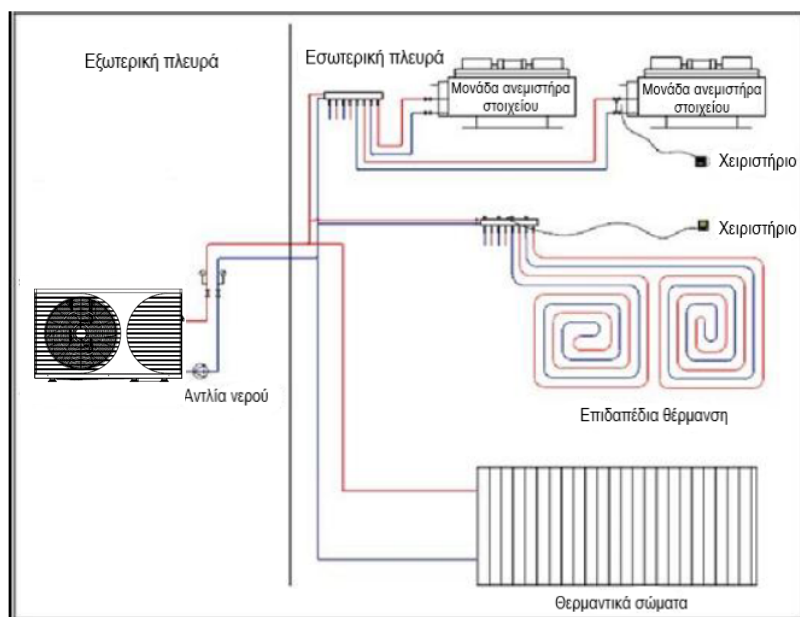 Εξωτερική πλευρά
Εσωτερική πλευρά
Μονάδα ανεμιστήρα
στοιχείου
Μονάδα ανεμιστήρα
στοιχείου
Χειριστήριο
Χειριστήριο
Αντλία νερού
Επιδαπέδια θέρμανση
Θερμαντικά σώματα